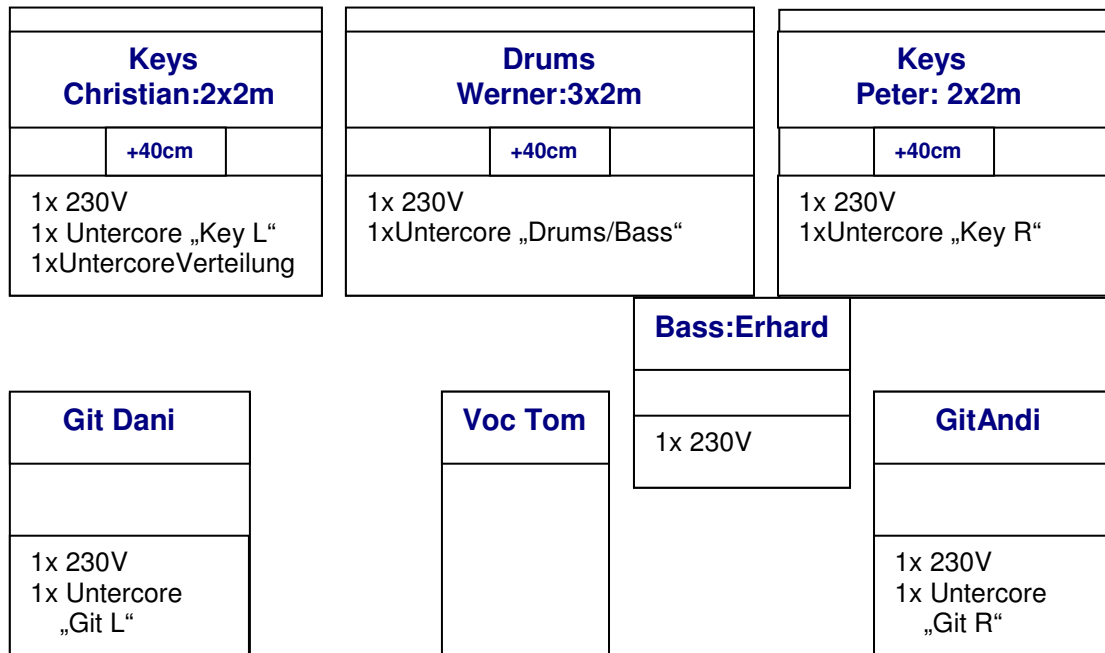 Keys
Christian:2x2m
+40cm
1x 230V
1x Untercore „Key L“
1xUntercoreVerteilung
Drums
Werner:3x2m
+40cm
1x 230V
1xUntercore „Drums/Bass“
Keys
Peter: 2x2m
+40cm
1x 230V
1xUntercore „Key R“
Bass:Erhard
1x 230V
Git Dani
1x 230V
1x Untercore
„Git L“
Voc Tom
GitAndi
1x 230V
1x Untercore
„Git R“